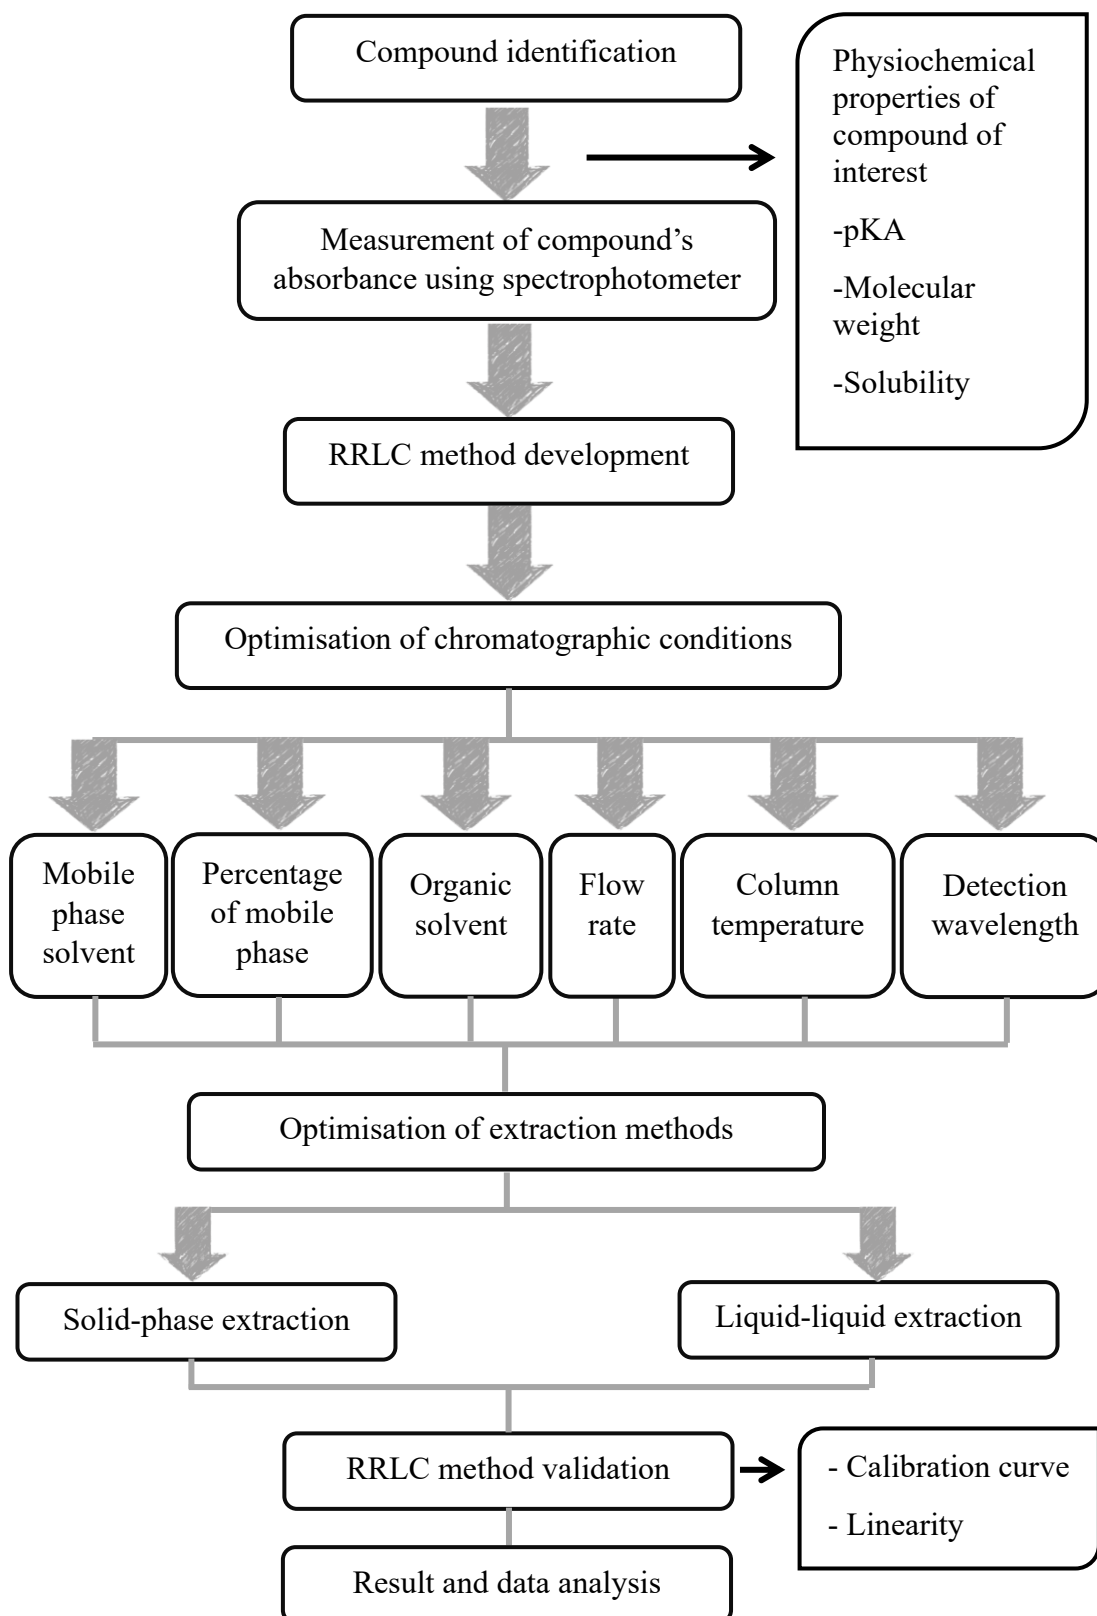 Compound identification
Physiochemical
properties of
compound of
interest
-pKA
-Molecular
weight
-Solubility
Measurement of compound’s
absorbance using spectrophotometer
RRLC method development
Optimisation of chromatographic conditions
Mobile
phase
solvent
Percentage
of mobile
phase
Organic
solvent
Flow
rate
Column
temperature
Detection
wavelength
Optimisation of extraction methods
Solid-phase extraction
Liquid-liquid extraction
RRLC method validation
- Calibration curve
- Linearity
Result and data analysis